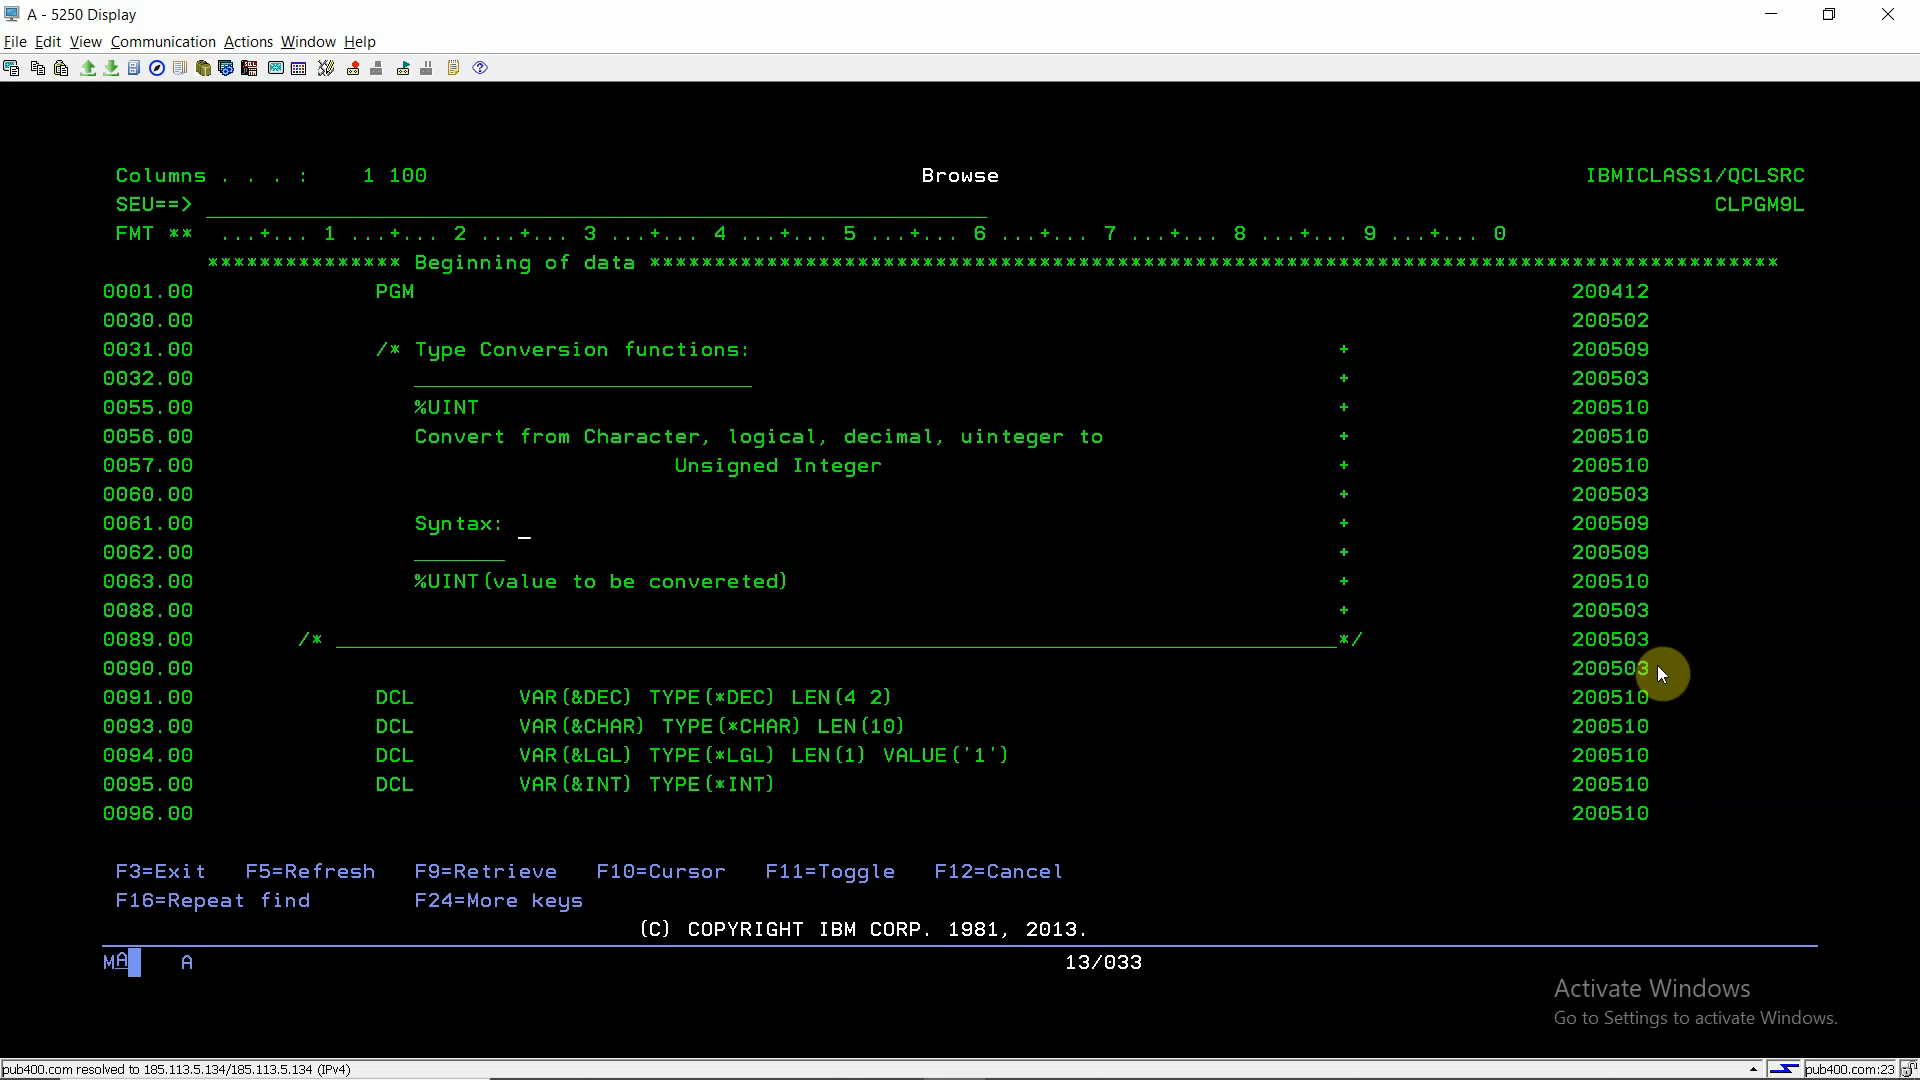 A - 5250 Display
File Edit View Communication Actions Window Help
Columns . . . :    1 100    Browse    IBMICLASS1/QCLSRC
SEU==>    CLPGM9L
FMT **  ...+... 1 ...+... 2 ...+... 3 ...+... 4 ...+... 5 ...+... 6 ...+... 7 ...+... 8 ...+... 9 ...+... 0
*************** Beginning of data ***************************************************************************************
0001.00    PGM    200412
0030.00    200502
0031.00    /* Type Conversion functions:    +    200509
0032.00    __________________________    +    200503
0055.00    %UINT    +    200510
0056.00    Convert from Character, logical, decimal, uinteger to    +    200510
0057.00    Unsigned Integer    +    200510
0060.00    +    200503
0061.00    Syntax: _    +    200509
0062.00    _______    +    200509
0063.00    %UINT(value to be convereted)    +    200510
0088.00    +    200503
0089.00    /* _____________________________________________________________________________*/    200503
0090.00    200503
0091.00    DCL    VAR(&DEC) TYPE(*DEC) LEN(4 2)    200510
0093.00    DCL    VAR(&CHAR) TYPE(*CHAR) LEN(10)    200510
0094.00    DCL    VAR(&LGL) TYPE(*LGL) LEN(1) VALUE('1')    200510
0095.00    DCL    VAR(&INT) TYPE(*INT)    200510
0096.00    200510
F3=Exit   F5=Refresh   F9=Retrieve   F10=Cursor   F11=Toggle   F12=Cancel
F16=Repeat find        F24=More keys
(C) COPYRIGHT IBM CORP. 1981, 2013.
MA    A    13/033
Activate Windows
Go to Settings to activate Windows.
pub400.com resolved to 185.113.5.134/185.113.5.134 (IPv4)    pub400.com:23